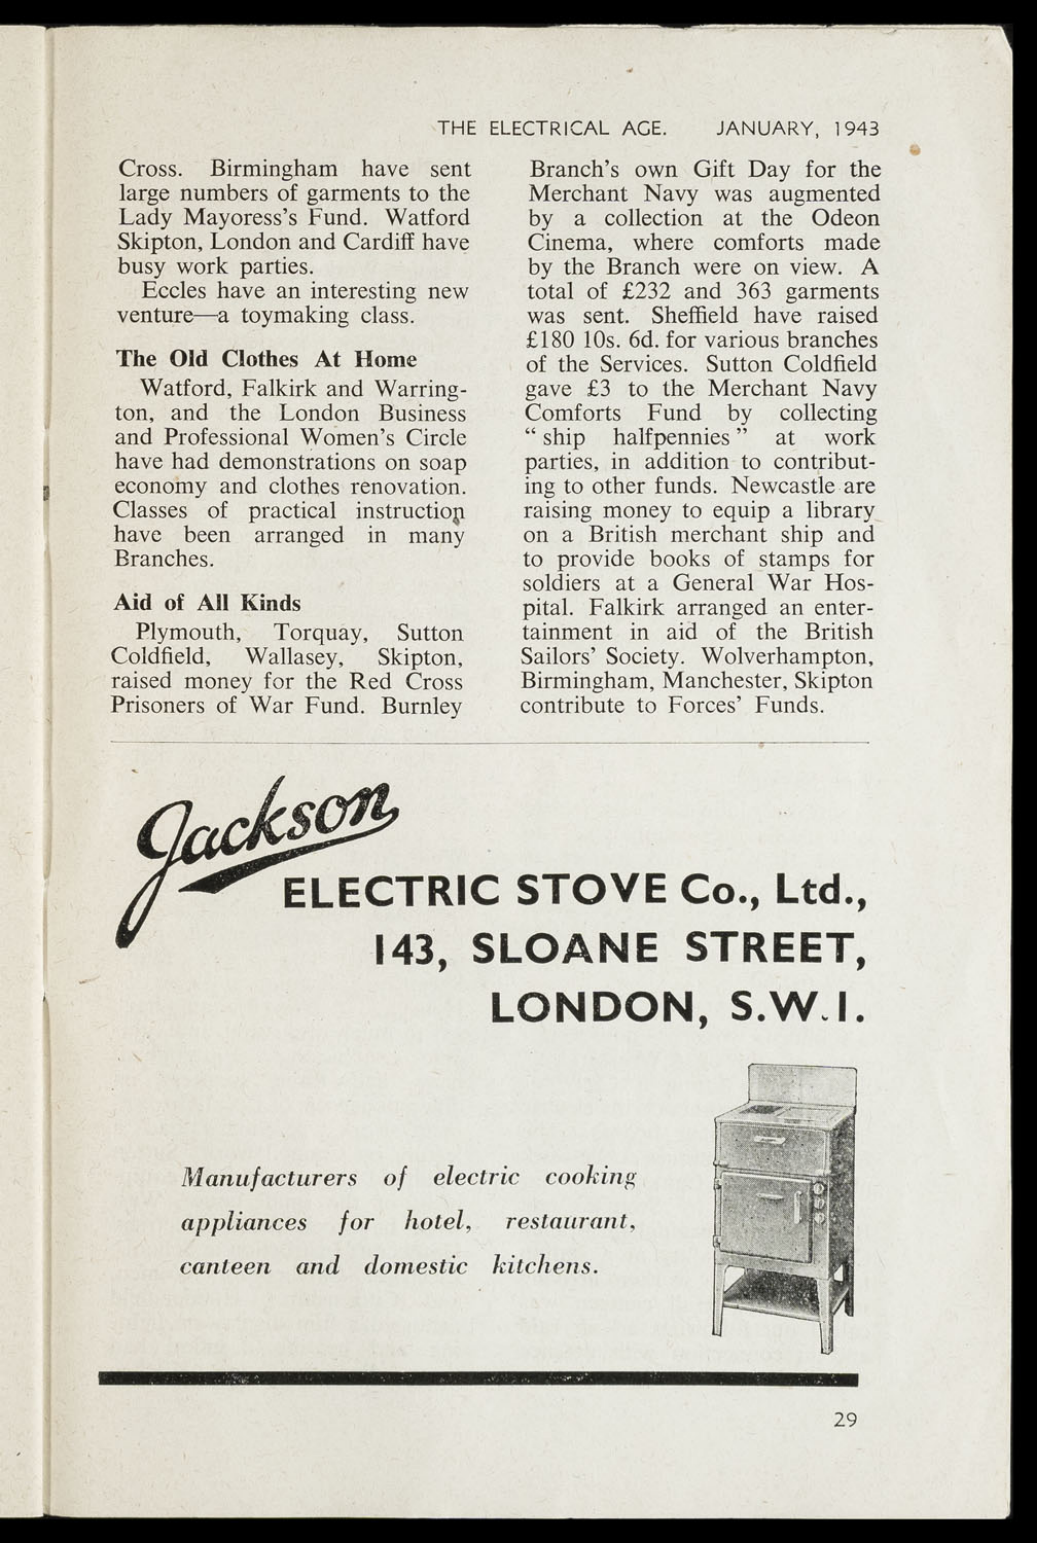 THE ELECTRICAL AGE. JANUARY, 1943
Cross. Birmingham have sent
large numbers of garments to the
Lady Mayoress's Fund. Watford
Skipton, London and Cardiff have
busy work parties.
Eccles have an interesting new
venture—a toymaking class.
The Old Clothes At Home
Watford, Falkirk and Warring-
ton, and the London Business
and Professional Women's Circle
have had demonstrations on soap
economy and clothes renovation.
Classes of practical instruction
have been arranged in many
Branches.
Aid of All Kinds
Plymouth, Torquay, Sutton
Coldfield, Wallasey, Skipton,
raised money for the Red Cross
Prisoners of War Fund. Burnley
Branch's own Gift Day for the
Merchant Navy was augmented
by a collection at the Odeon
Cinema, where comforts made
by the Branch were on view. A
total of £232 and 363 garments
was sent. Sheffield have raised
£180 10s. 6d. for various branches
of the Services. Sutton Coldfield
gave £3 to the Merchant Navy
Comforts Fund by collecting
“ ship halfpennies ” at work
parties, in addition to contribut-
ing to other funds. Newcastle are
raising money to equip a library
on a British merchant ship and
to provide books of stamps for
soldiers at a General War Hos-
pital. Falkirk arranged an enter-
tainment in aid of the British
Sailors' Society. Wolverhampton,
Birmingham, Manchester, Skipton
contribute to Forces' Funds.
Jackson
ELECTRIC STOVE Co., Ltd.,
143, SLOANE STREET,
LONDON, S.W.1.
Manufacturers of electric cooking
appliances for hotel, restaurant,
canteen and domestic kitchens.
29